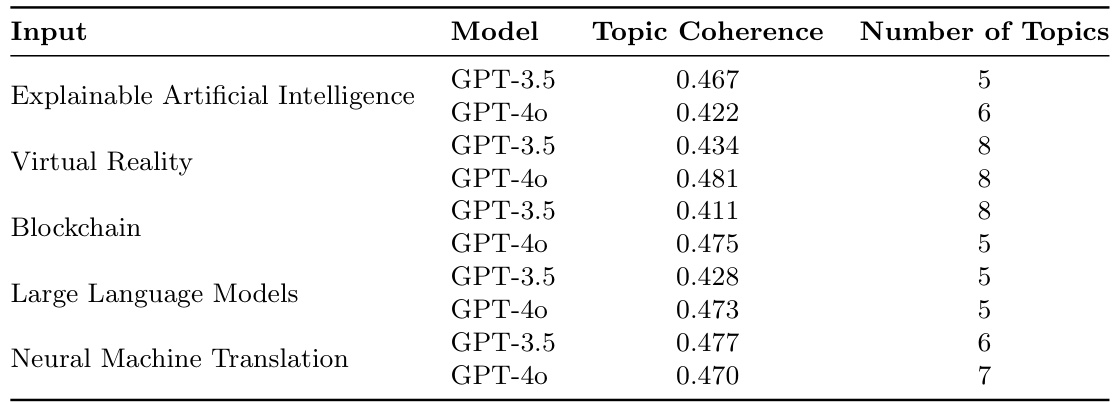 Input Model Topic Coherence Number of Topics
Explainable Artificial Intelligence GPT-3.5 0.467 5
GPT-4o 0.422 6
Virtual Reality GPT-3.5 0.434 8
GPT-4o 0.481 8
Blockchain GPT-3.5 0.411 8
GPT-4o 0.475 5
Large Language Models GPT-3.5 0.428 5
GPT-4o 0.473 5
Neural Machine Translation GPT-3.5 0.477 6
GPT-4o 0.470 7